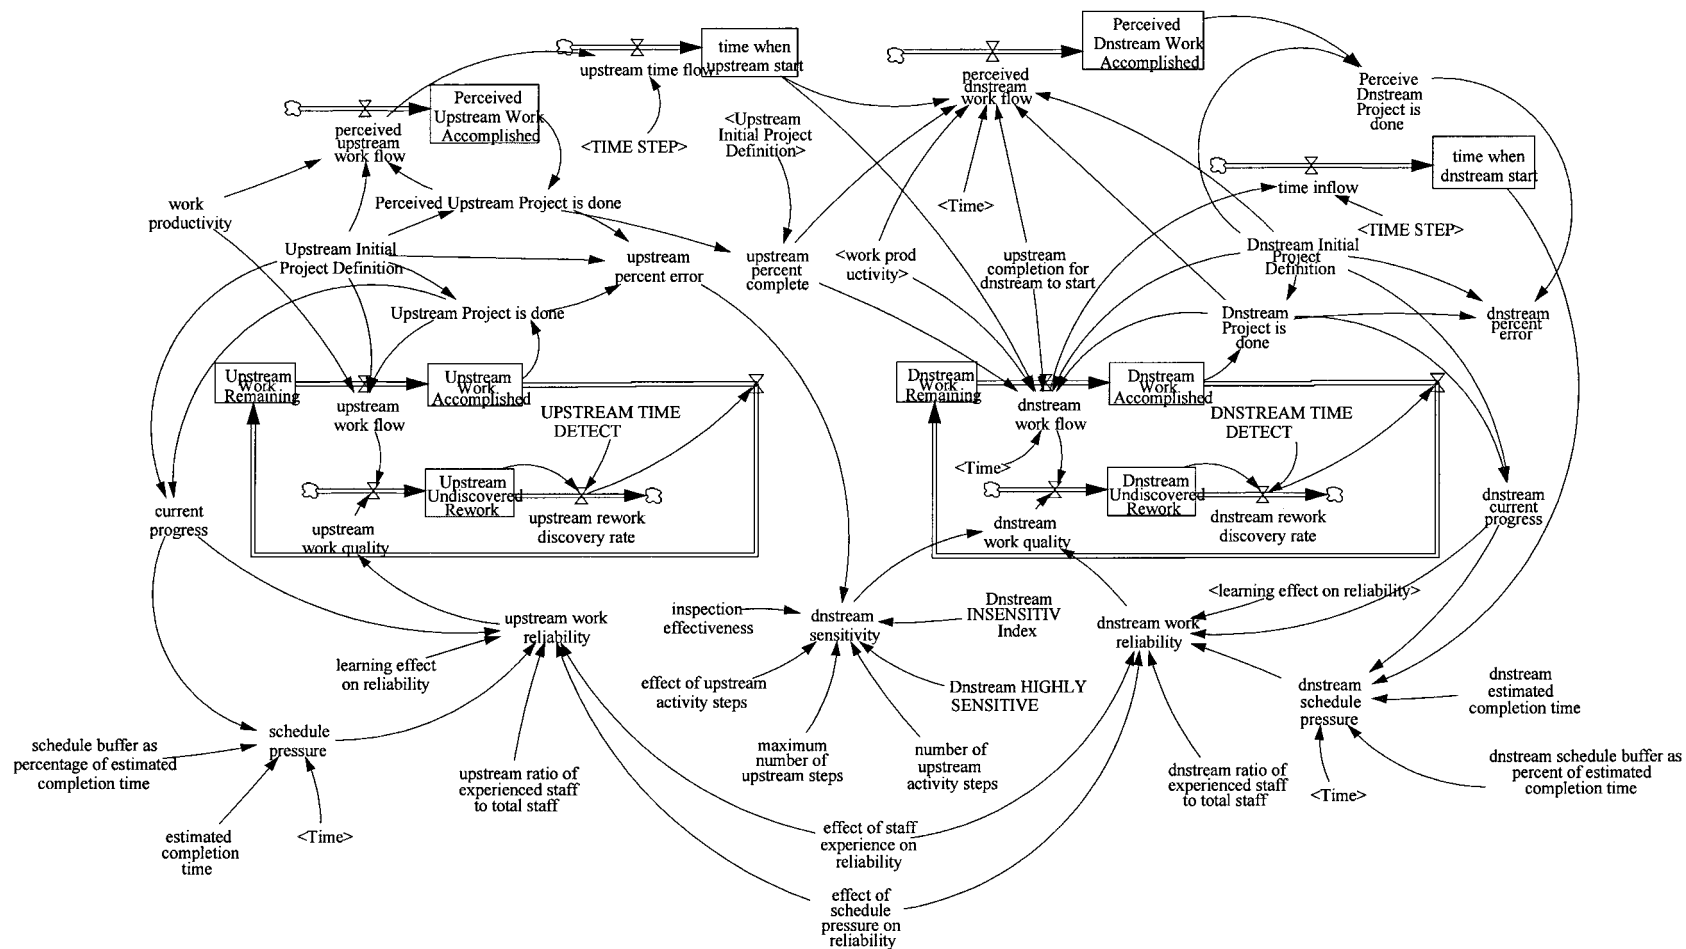 time when
upstream start
upstream time flow
<TIME STEP>
Perceived
Upstream Work
Accomplished
perceived
upstream
work flow
<Upstream
Initial Project
Definition>
Perceived
Dnstream Work
Accomplished
perceived
dnstream
work flow
Perceive
Dnstream
Project is
done
time when
dnstream start
time inflow
<TIME STEP>
work
productivity
Perceived Upstream Project is done
Upstream Initial
Project Definition
upstream
percent error
upstream
percent
complete
<Time>
<work prod
uctivity>
upstream
completion for
dnstream to start
Dnstream Initial
Project
Definition
Upstream Project is done
Dnstream
Project is
done
dnstream
percent
error
Upstream
Work
Remaining
upstream
work flow
Upstream
Work
Accomplished
UPSTREAM TIME
DETECT
Dnstream
Work
Remaining
dnstream
work flow
Dnstream
Work
Accomplished
DNSTREAM TIME
DETECT
<Time>
current
progress
Upstream
Undiscovered
Rework
upstream
work quality
upstream rework
discovery rate
Dnstream
Undiscovered
Rework
dnstream
work quality
dnstream rework
discovery rate
dnstream
current
progress
upstream work
reliability
learning effect
on reliability
inspection
effectiveness
dnstream
sensitivity
Dnstream
INSENSITIV
Index
<learning effect on reliability>
dnstream work
reliability
effect of upstream
activity steps
Dnstream HIGHLY
SENSITIVE
dnstream
schedule
pressure
dnstream
estimated
completion time
schedule buffer as
percentage of estimated
completion time
schedule
pressure
upstream ratio of
experienced staff
to total staff
maximum
number of
upstream steps
number of
upstream
activity steps
dnstream ratio of
experienced staff
to total staff
<Time>
dnstream schedule buffer as
percent of estimated
completion time
estimated
completion
time
<Time>
effect of staff
experience on
reliability
effect of
schedule
pressure on
reliability